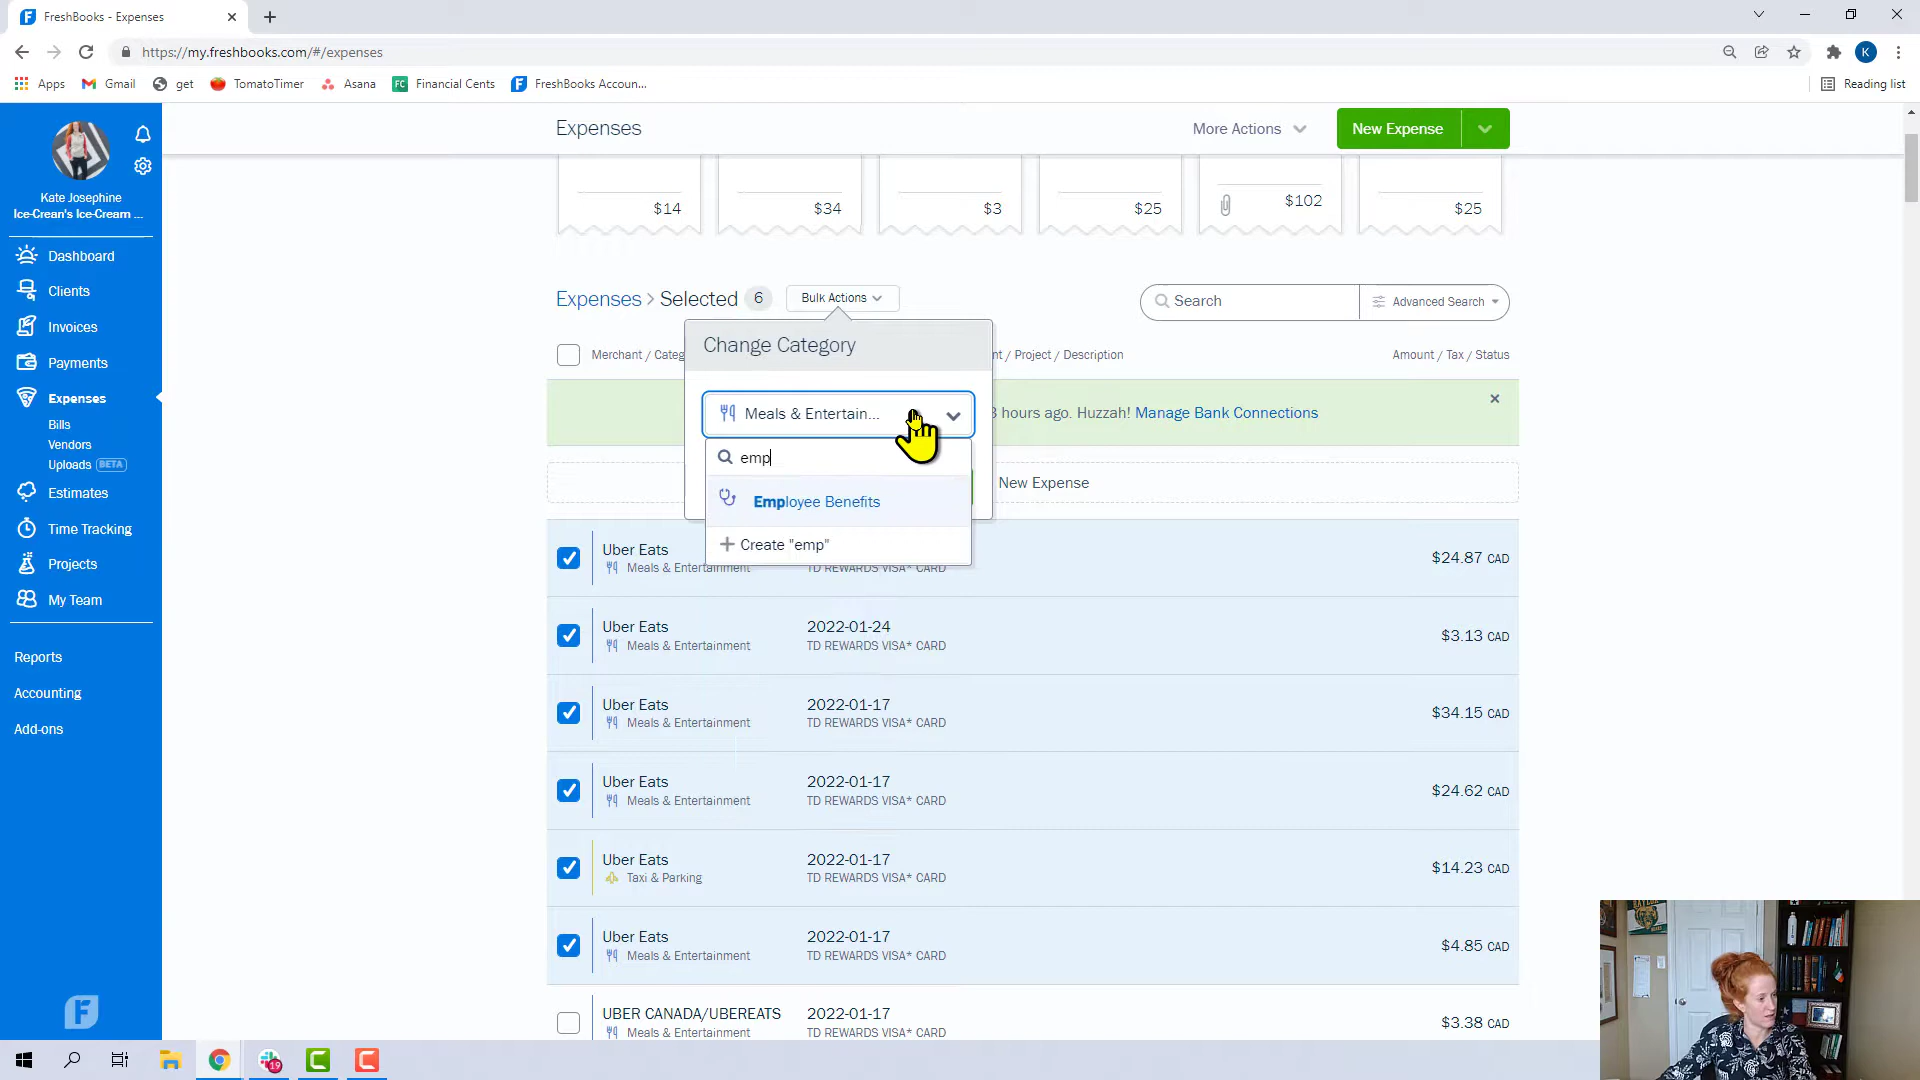 FreshBooks - Expenses
https://my.freshbooks.com/#/expenses
K
Apps
Gmail
get
TomatoTimer
Asana
FC Financial Cents
FreshBooks Accoun...
Reading list
Kate Josephine
Ice-Crean's Ice-Cream ...
Dashboard
Clients
Invoices
Payments
Expenses
Bills
Vendors
Uploads BETA
Estimates
Time Tracking
Projects
My Team
Reports
Accounting
Add-ons
Expenses
More Actions
New Expense
$14
$34
$3
$25
$102
$25
Expenses > Selected 6
Bulk Actions
Search
Advanced Search
Merchant / Categ
nt / Project / Description
Amount / Tax / Status
Change Category
Meals & Entertain...
emp
Employee Benefits
+ Create "emp"
3 hours ago. Huzzah! Manage Bank Connections
New Expense
Uber Eats
Meals & Entertainment
TD REWARDS VISA* CARD
$24.87 CAD
Uber Eats
Meals & Entertainment
2022-01-24
TD REWARDS VISA* CARD
$3.13 CAD
Uber Eats
Meals & Entertainment
2022-01-17
TD REWARDS VISA* CARD
$34.15 CAD
Uber Eats
Meals & Entertainment
2022-01-17
TD REWARDS VISA* CARD
$24.62 CAD
Uber Eats
Taxi & Parking
2022-01-17
TD REWARDS VISA* CARD
$14.23 CAD
Uber Eats
Meals & Entertainment
2022-01-17
TD REWARDS VISA* CARD
$4.85 CAD
UBER CANADA/UBEREATS
Meals & Entertainment
2022-01-17
TD REWARDS VISA* CARD
$3.38 CAD
19